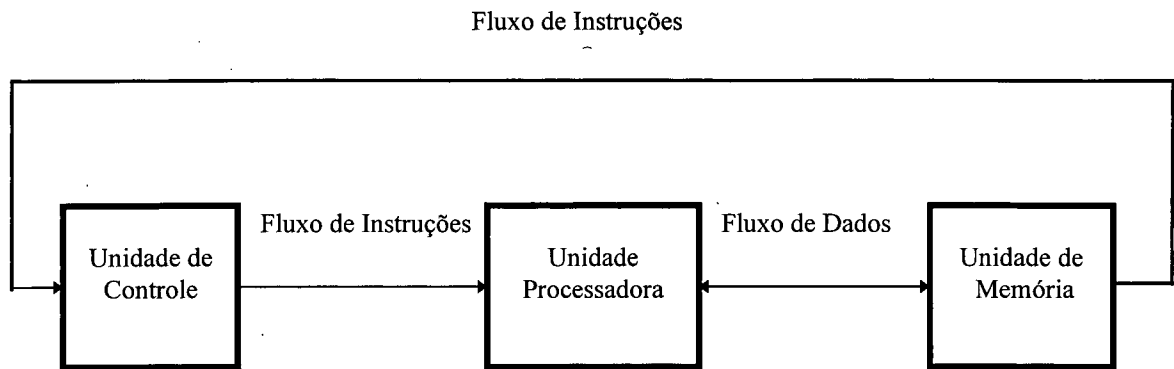 Fluxo de Instruções
Fluxo de Instruções
Fluxo de Dados
Unidade de
Controle
Unidade
Processadora
Unidade de
Memória